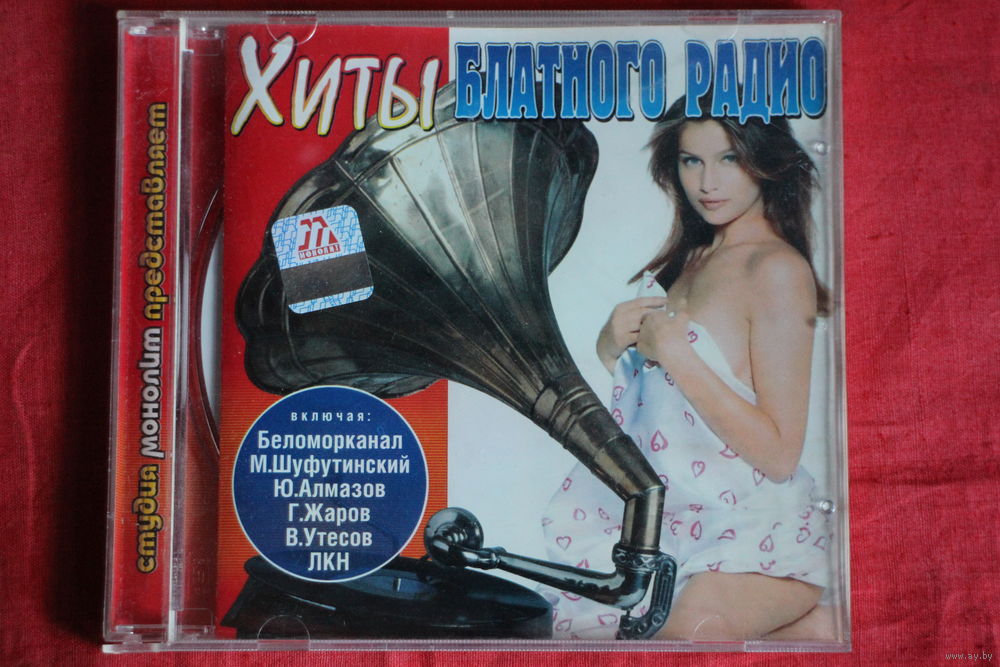 Хиты БЛАТНОГО РАДИО
студия монолит представляет
МОНОЛИТ
включая:
Беломорканал
М.Шуфутинский
Ю.Алмазов
Г.Жаров
В.Утесов
ЛКН
www.ay.by